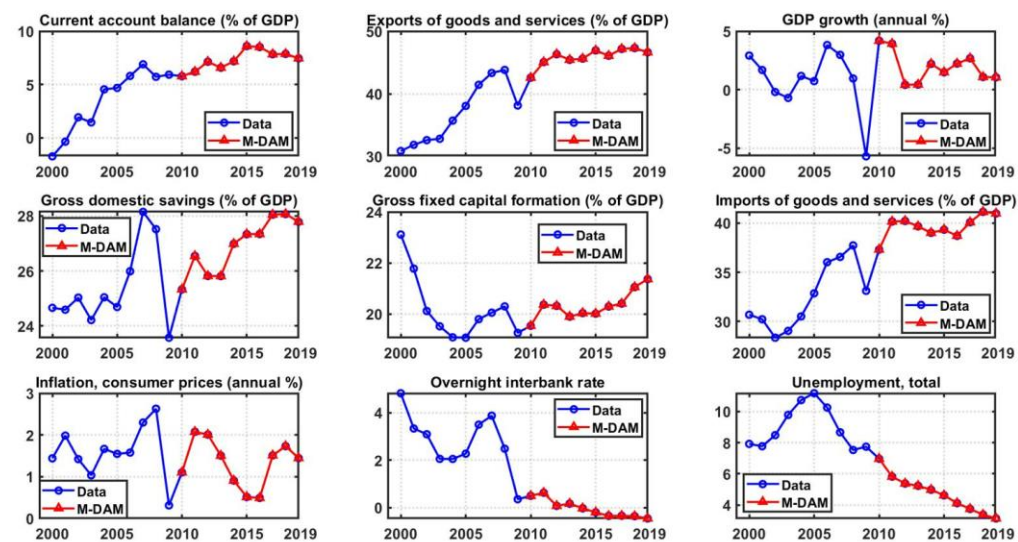 Current account balance (% of GDP)
10
5
0
2000 2005 2010 2015 2019
Data
M-DAM
Exports of goods and services (% of GDP)
50
40
30
2000 2005 2010 2015 2019
Data
M-DAM
GDP growth (annual %)
5
0
-5
2000 2005 2010 2015 2019
Data
M-DAM
Gross domestic savings (% of GDP)
28
26
24
2000 2005 2010 2015 2019
Data
M-DAM
Gross fixed capital formation (% of GDP)
24
22
20
2000 2005 2010 2015 2019
Data
M-DAM
Imports of goods and services (% of GDP)
40
35
30
2000 2005 2010 2015 2019
Data
M-DAM
Inflation, consumer prices (annual %)
3
2
1
0
2000 2005 2010 2015 2019
Data
M-DAM
Overnight interbank rate
4
2
0
2000 2005 2010 2015 2019
Data
M-DAM
Unemployment, total
10
8
6
4
2000 2005 2010 2015 2019
Data
M-DAM